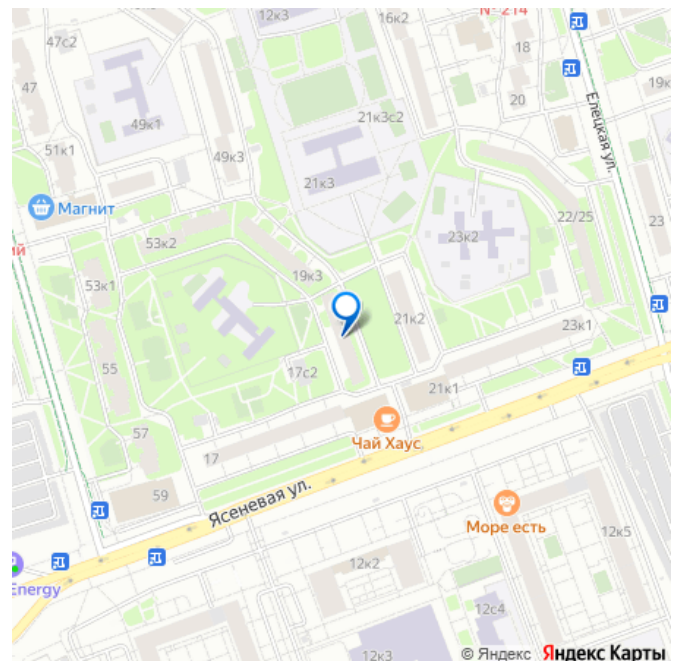 12к3
16к2
№ 214
47с2
18
47
19к
20
49к1
21к3с2
Елецкая ул.
51к1
49к3
21к3
Магнит
22/25
23
53к2
23к2
ий
19к3
53к1
21к2
23к1
55
17с2
21к1
57
Чай Хаус
17
59
Ясеневая ул.
Море есть
12к5
12к2
Energy
12с4
12к3
© Яндекс Яндекс Карты